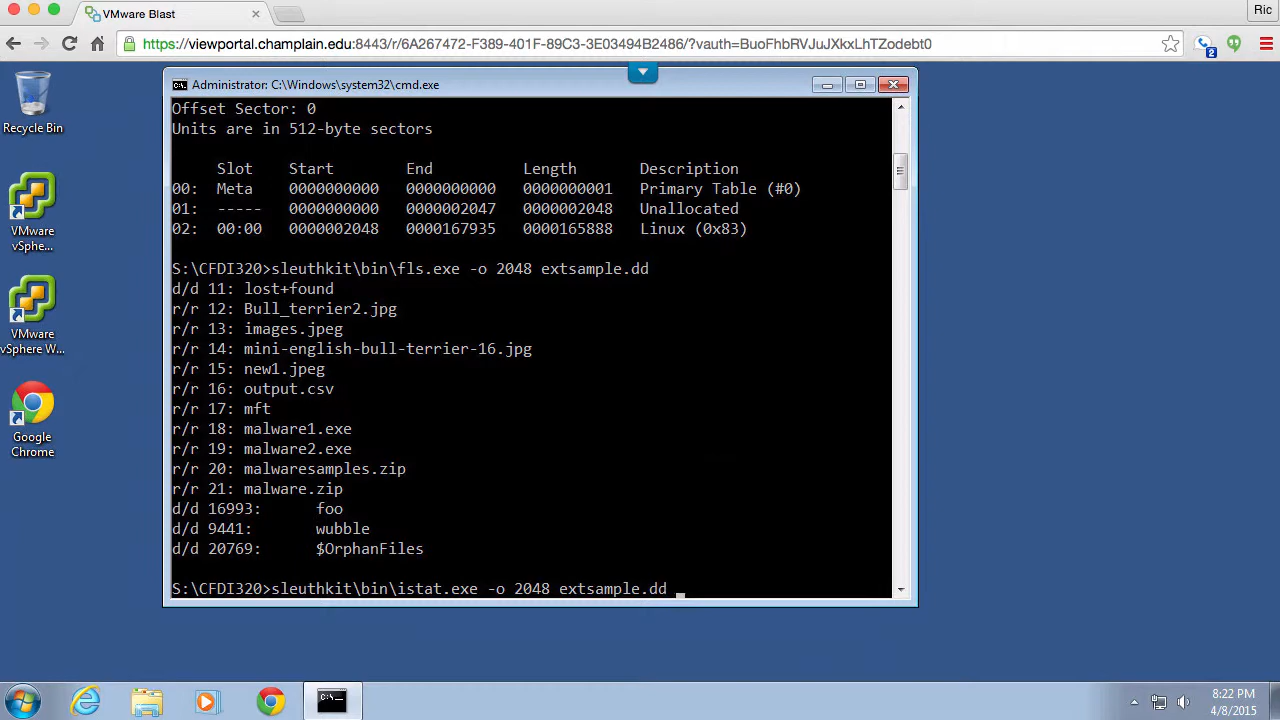 VMware Blast
Ric
https://viewportal.champlain.edu:8443/r/6A267472-F389-401F-89C3-3E03494B2486/?vauth=BuoFhbRVJuJXkxLhTZodebt0
2
Recycle Bin
VMware
vSphe...
VMware
vSphere W...
Google
Chrome
Administrator: C:\Windows\system32\cmd.exe
Offset Sector: 0
Units are in 512-byte sectors
Slot Start End Length Description
00: Meta 0000000000 0000000000 0000000001 Primary Table (#0)
01: ----- 0000000000 0000002047 0000002048 Unallocated
02: 00:00 0000002048 0000167935 0000165888 Linux (0x83)
S:\CFDI320>sleuthkit\bin\fls.exe -o 2048 extsample.dd
d/d 11: lost+found
r/r 12: Bull_terrier2.jpg
r/r 13: images.jpeg
r/r 14: mini-english-bull-terrier-16.jpg
r/r 15: new1.jpeg
r/r 16: output.csv
r/r 17: mft
r/r 18: malware1.exe
r/r 19: malware2.exe
r/r 20: malwaresamples.zip
r/r 21: malware.zip
d/d 16993: foo
d/d 9441: wubble
d/d 20769: $OrphanFiles
S:\CFDI320>sleuthkit\bin\istat.exe -o 2048 extsample.dd
8:22 PM
4/8/2015